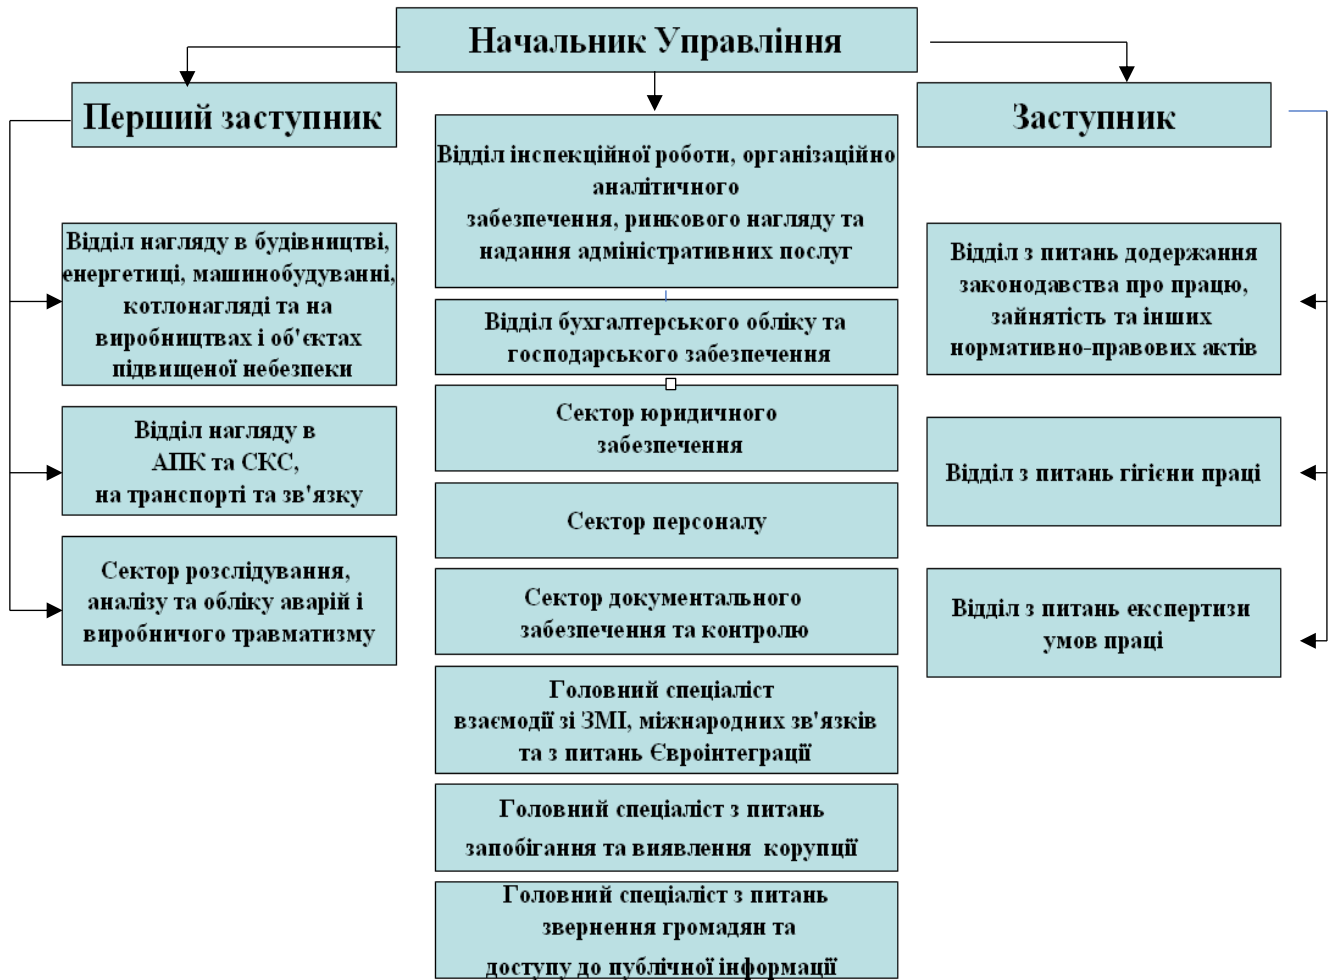 Начальник Управління
Перший заступник
Заступник
Відділ інспекційної роботи, організаційно
аналітичного
забезпечення, ринкового нагляду та
надання адміністративних послуг
Відділ бухгалтерського обліку та
господарського забезпечення
Сектор юридичного
забезпечення
Сектор персоналу
Сектор документального
забезпечення та контролю
Головний спеціаліст
взаємодії зі ЗМІ, міжнародних зв'язків
та з питань Євроінтеграції
Головний спеціаліст з питань
запобігання та виявлення корупції
Головний спеціаліст з питань
звернення громадян та
доступу до публічної інформації
Відділ нагляду в будівництві,
енергетиці, машинобудуванні,
котлонагляді та на
виробництвах і об'єктах
підвищеної небезпеки
Відділ нагляду в
АПК та СКС,
на транспорті та зв'язку
Сектор розслідування,
аналізу та обліку аварій і
виробничого травматизму
Відділ з питань додержання
законодавства про працю,
зайнятість та інших
нормативно-правових актів
Відділ з питань гігієни праці
Відділ з питань експертизи
умов праці